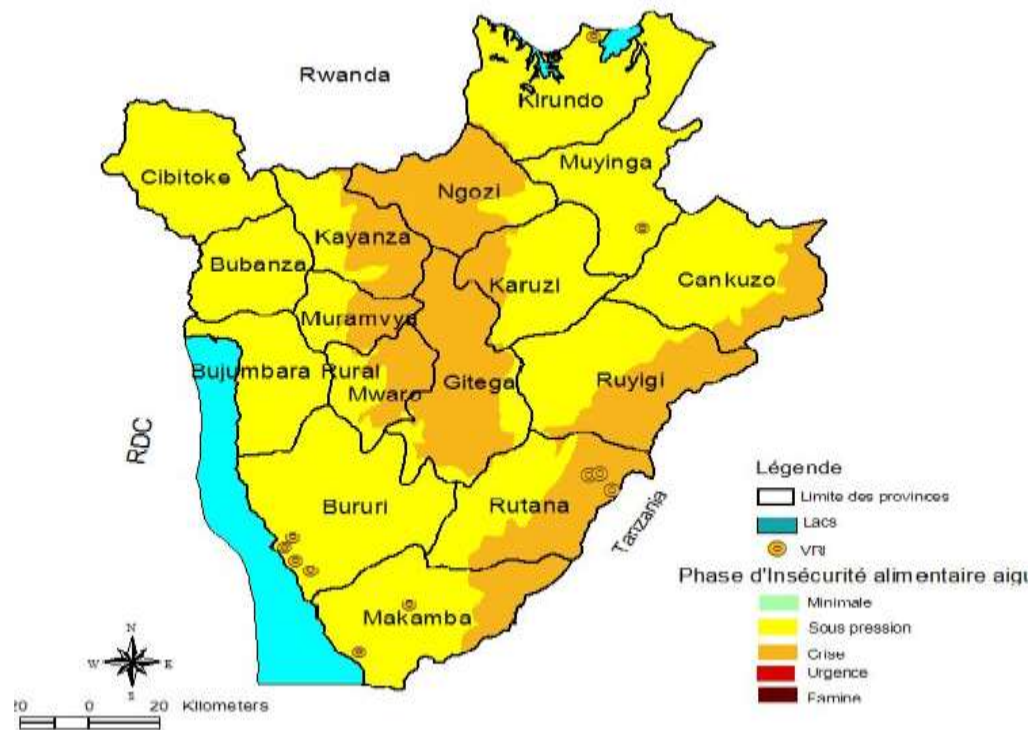 Rwanda
Kirundo
Muyinga
Cibitoke
Ngozi
Kayanza
Bubanza
Karuzi
Cankuzo
Muramvya
Bujumbara Rural
Mwaro
Gitega
Ruyigi
RDC
Bururi
Rutana
Tanzania
Makamba
Légende
Limite des provinces
Lacs
VRI
Phase d'Insécurité alimentaire aigu
Minimale
Sous pression
Crise
Urgence
Famine
N
W E
S
20 0 20 Kilometers